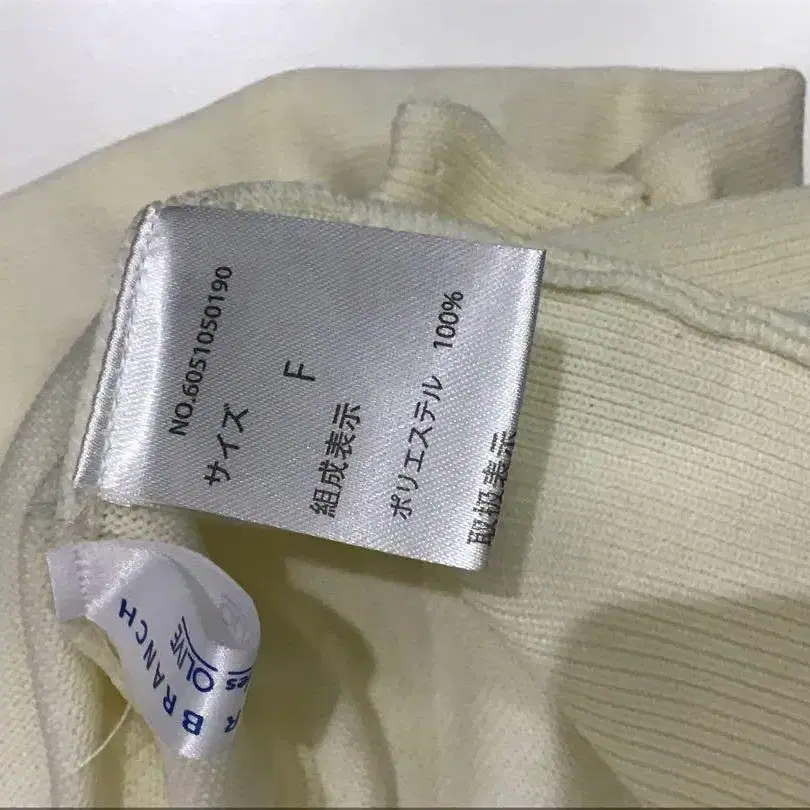 NO.6051050190
サイズ
F
組成表示
ポリエステル 100%
取扱表示
BRANCH
OLIVE
les
R B